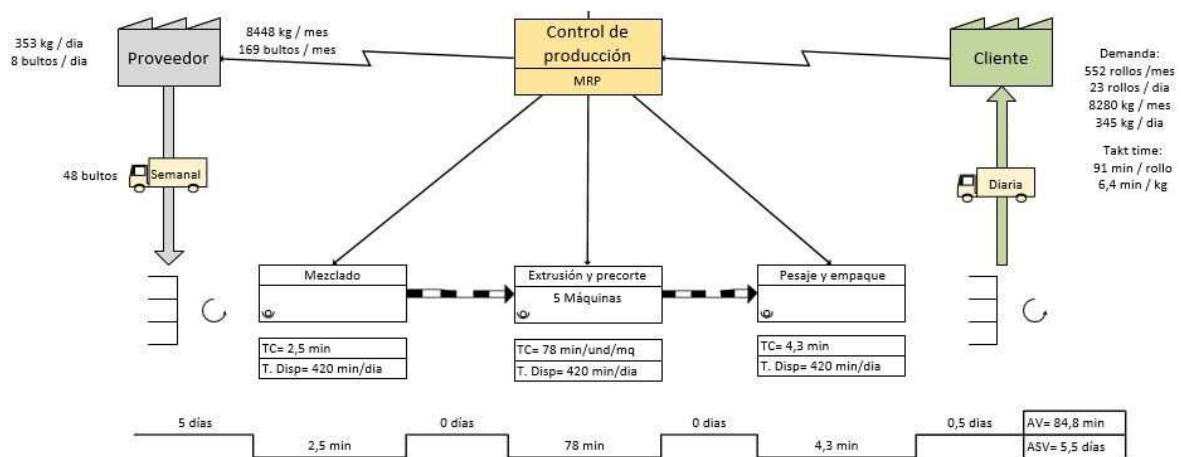 353 kg / dia
8 bultos / dia
Proveedor
8448 kg / mes
169 bultos / mes
Control de
producción
MRP
Cliente
Demanda:
552 rollos /mes
23 rollos / dia
8280 kg / mes
345 kg / dia
Takt time:
91 min / rollo
6,4 min / kg
48 bultos
Semanal
Diaria
Mezclado
Extrusión y precorte
5 Máquinas
Pesaje y empaque
TC= 2,5 min
T. Disp= 420 min/dia
TC= 78 min/und/mq
T. Disp= 420 min/dia
TC= 4,3 min
T. Disp= 420 min/dia
5 días
2,5 min
0 días
78 min
0 dias
4,3 min
0,5 dias
AV= 84,8 min
ASV= 5,5 días